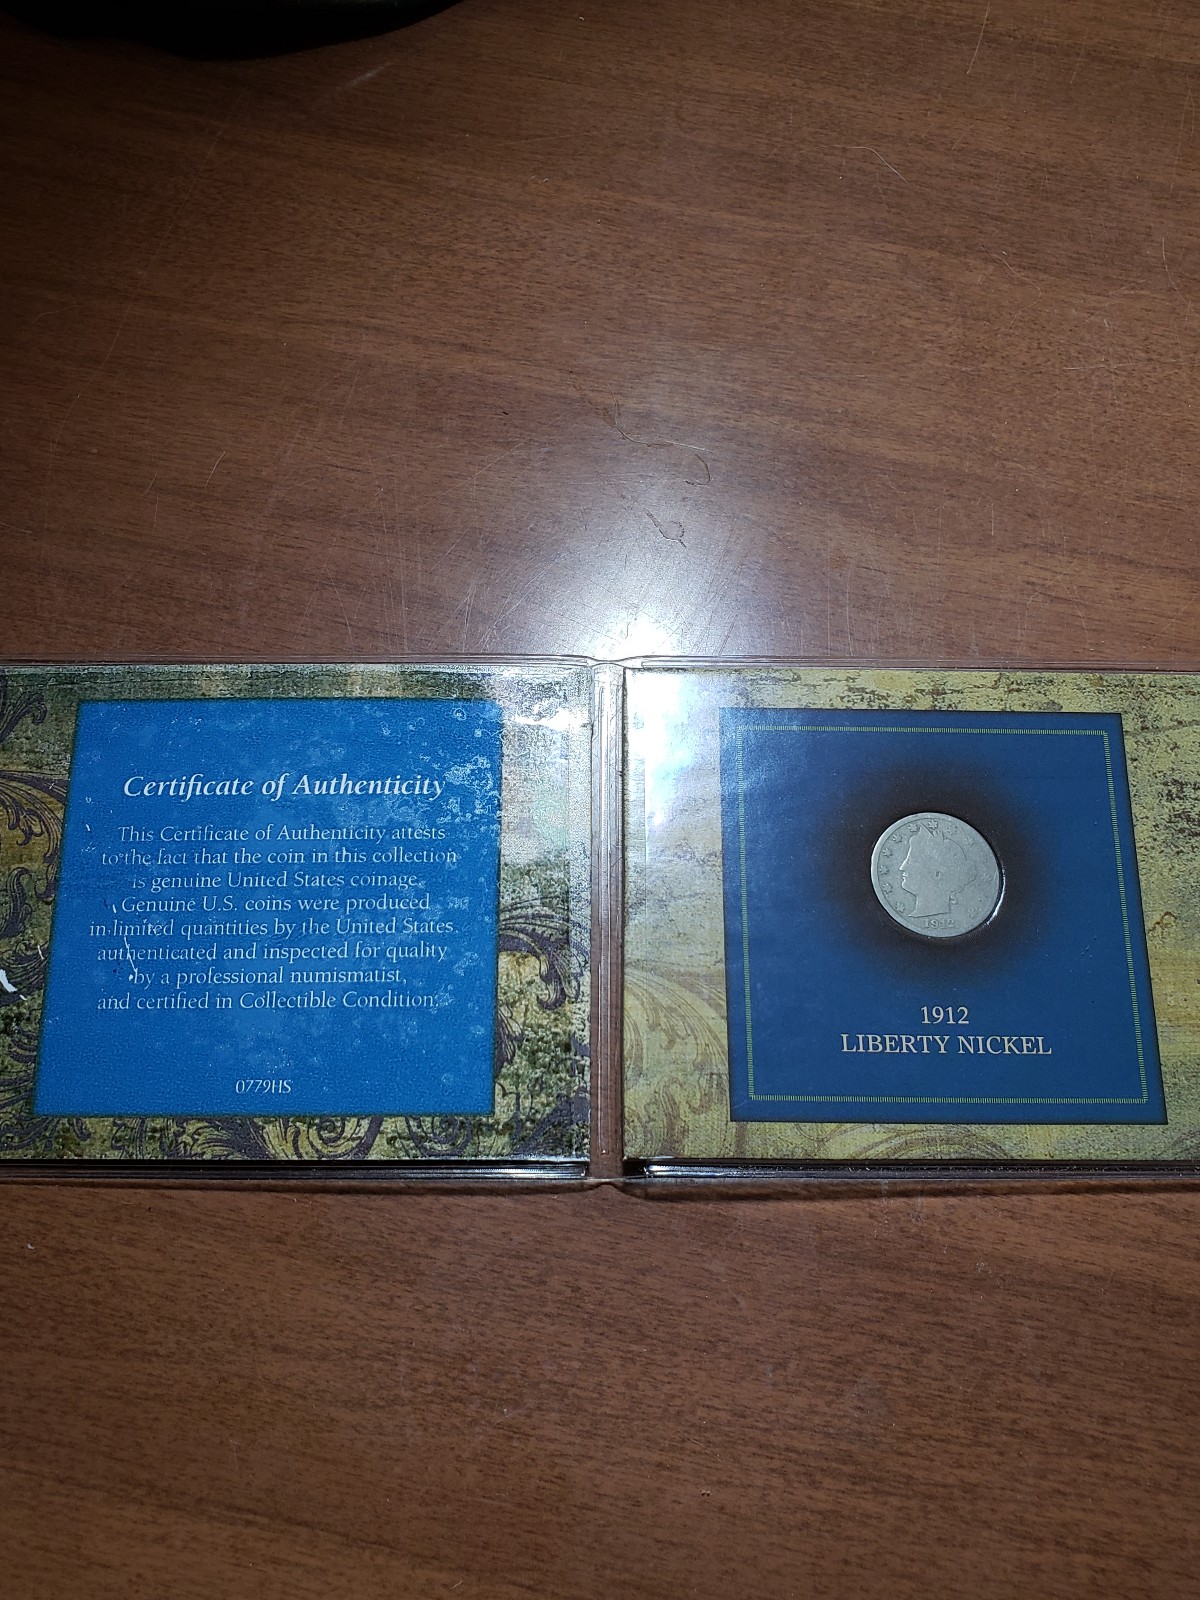 Certificate of Authenticity
This Certificate of Authenticity attests
to the fact that the coin in this collection
is genuine United States coinage.
Genuine U.S. coins were produced
in limited quantities by the United States,
authenticated and inspected for quality
by a professional numismatist,
and certified in Collectible Condition.
0779HS
1912
1912
LIBERTY NICKEL